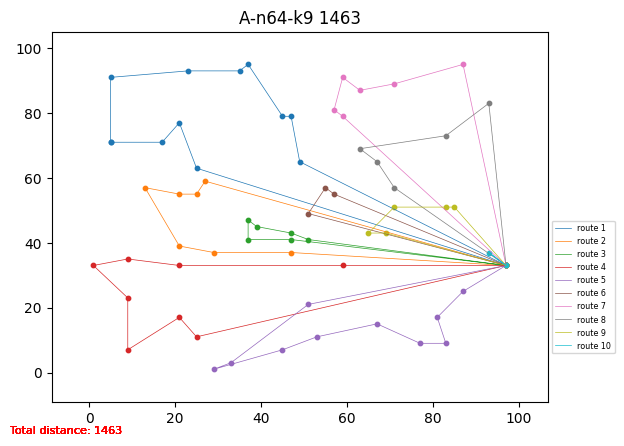 A-n64-k9 1463
100
80
60
40
20
0
0 20 40 60 80 100
route 1
route 2
route 3
route 4
route 5
route 6
route 7
route 8
route 9
route 10
Total distance: 1463